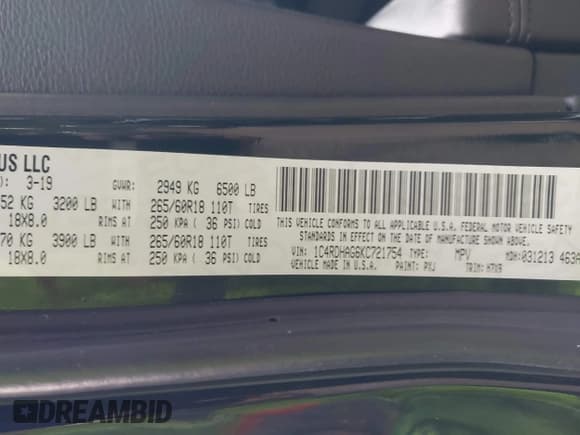 US LLC
): 3-19 GVWR: 2949 KG 6500 LB
52 KG 3200 LB WITH 265/60R18 110T TIRES
18X8.0 RIMS AT 250 KPA ( 36 PSI) COLD
70 KG 3900 LB WITH 265/60R18 110T TIRES
18X8.0 RIMS AT 250 KPA ( 36 PSI) COLD
THIS VEHICLE CONFORMS TO ALL APPLICABLE U.S.A. FEDERAL MOTOR VEHICLE SAFETY
STANDARDS IN EFFECT ON THE DATE OF MANUFACTURE SHOWN ABOVE.
VIN: 1C4RDHAG6KC721754 TYPE: MPV MDH: 031213 463A
VEHICLE MADE IN U.S.A. PAINT: PXJ TRIM: H7X9
DREAMBID